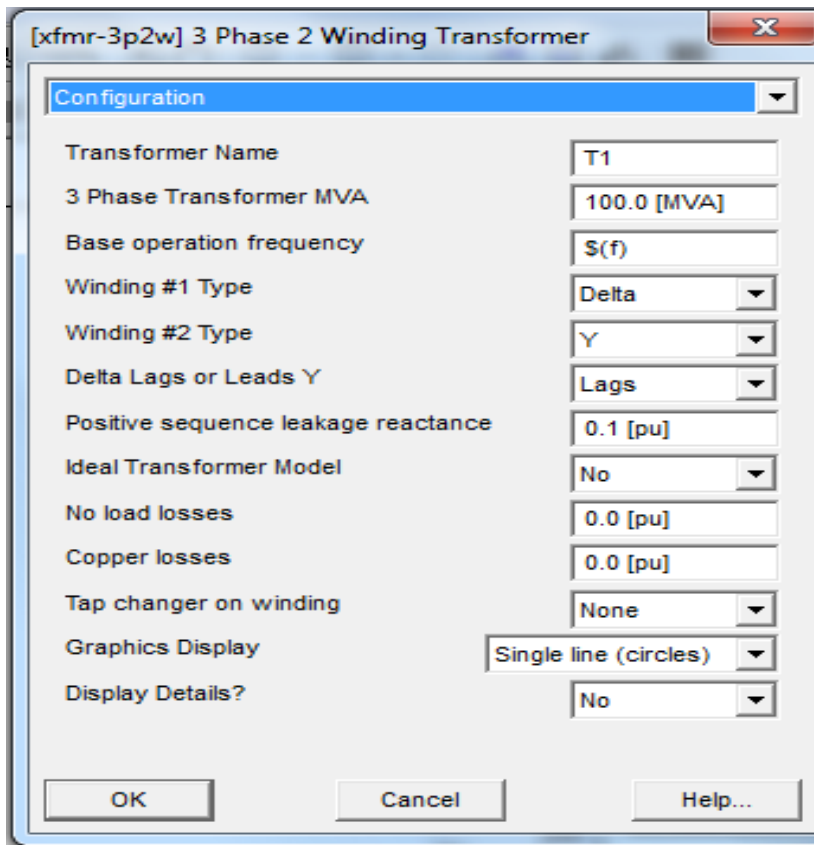 [xfmr-3p2w] 3 Phase 2 Winding Transformer
Configuration
Transformer Name T1
3 Phase Transformer MVA 100.0 [MVA]
Base operation frequency $(f)
Winding #1 Type Delta
Winding #2 Type Y
Delta Lags or Leads Y Lags
Positive sequence leakage reactance 0.1 [pu]
Ideal Transformer Model No
No load losses 0.0 [pu]
Copper losses 0.0 [pu]
Tap changer on winding None
Graphics Display Single line (circles)
Display Details? No
OK Cancel Help...